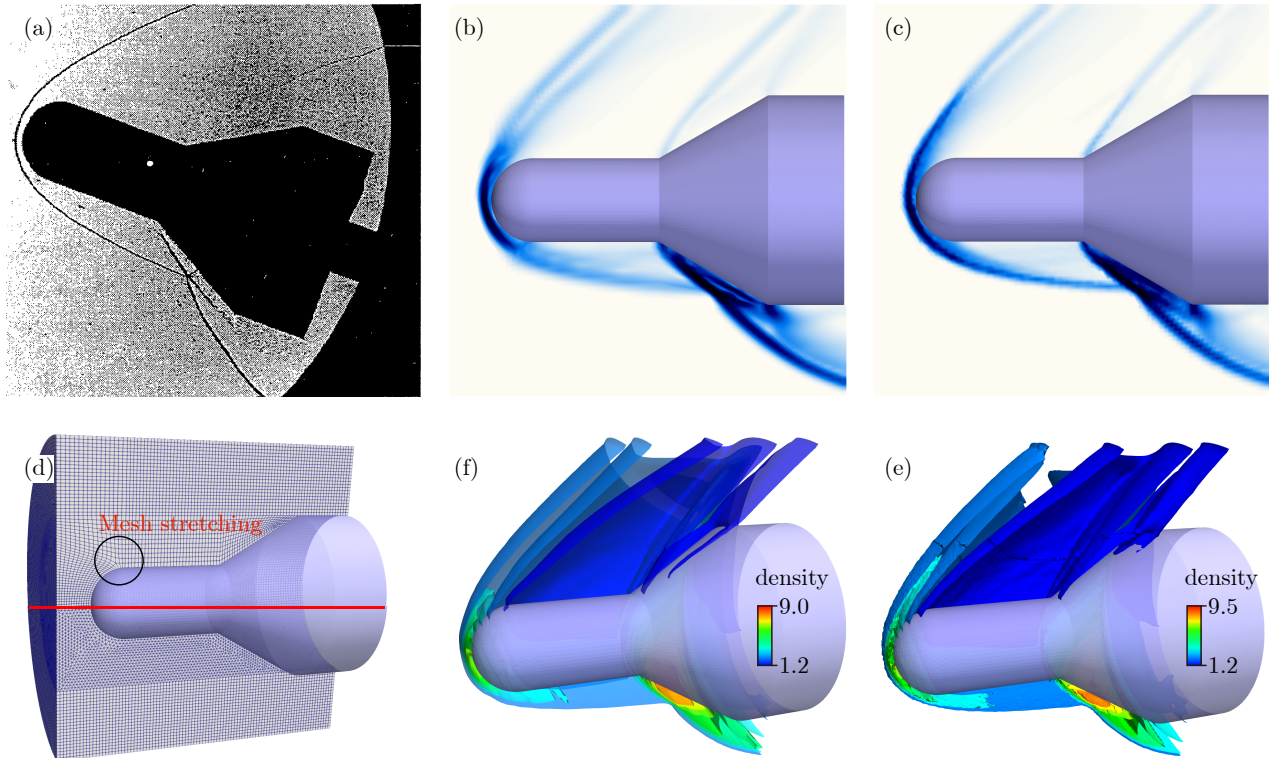 (a)
(b)
(c)
(d)
Mesh stretching
(f)
density
9.0
1.2
(e)
density
9.5
1.2